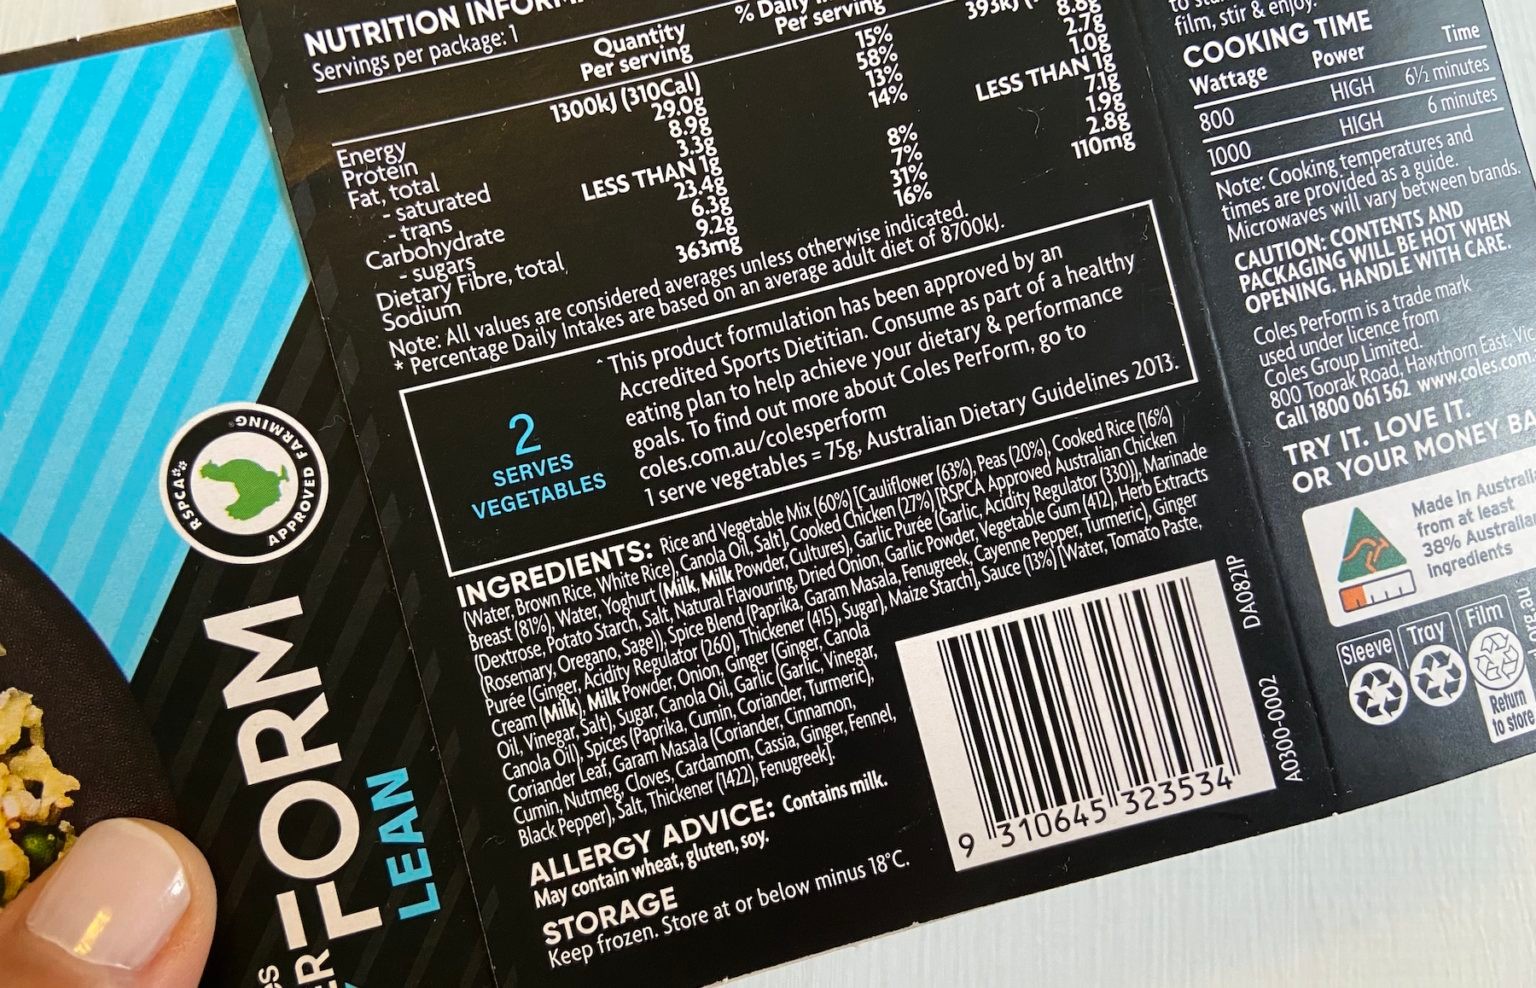 NUTRITION
Servings per package: 1
Quantity
Per serving
% Daily
Per serving
Energy 1300kJ (310Cal) 15% 393kJ
Protein 29.0g 58% 8.8g
Fat, total 8.9g 13% 2.7g
- saturated 3.3g 14% 1.0g
- trans LESS THAN 1g LESS THAN 1g
Carbohydrate 23.4g 8% 7.1g
- sugars 6.3g 7% 1.9g
Dietary Fibre, total 9.2g 31% 2.8g
Sodium 363mg 16% 110mg
Note: All values are considered averages unless otherwise indicated.
* Percentage Daily Intakes are based on an average adult diet of 8700kJ.
2
SERVES
VEGETABLES
^ This product formulation has been approved by an
Accredited Sports Dietitian. Consume as part of a healthy
eating plan to help achieve your dietary & performance
goals. To find out more about Coles PerForm, go to
coles.com.au/colesperform
1 serve vegetables = 75g, Australian Dietary Guidelines 2013.
INGREDIENTS: Rice and Vegetable Mix (60%) [Cauliflower (63%), Peas (20%), Cooked Rice (16%)
(Water, Brown Rice, White Rice), Canola Oil, Salt], Cooked Chicken (27%) [RSPCA Approved Australian Chicken
Breast (81%), Water, Yoghurt (Milk, Milk Powder, Cultures), Garlic Purée (Garlic, Acidity Regulator (330)), Marinade
(Dextrose, Potato Starch, Salt, Natural Flavouring, Dried Onion, Garlic Powder, Vegetable Gum (412), Herb Extracts
(Rosemary, Oregano, Sage)), Spice Blend (Paprika, Garam Masala, Fenugreek, Cayenne Pepper, Turmeric), Ginger
Purée (Ginger, Acidity Regulator (260), Thickener (415), Sugar), Maize Starch], Sauce (13%) [Water, Tomato Paste,
Cream (Milk), Milk Powder, Onion, Ginger (Ginger, Canola
Oil, Vinegar, Salt), Sugar, Canola Oil, Garlic (Garlic, Vinegar,
Canola Oil), Spices (Paprika, Cumin, Coriander, Turmeric),
Coriander Leaf, Garam Masala (Coriander, Cinnamon,
Cumin, Nutmeg, Cloves, Cardamom, Cassia, Ginger, Fennel,
Black Pepper), Salt, Thickener (1422), Fenugreek].
ALLERGY ADVICE: Contains milk.
May contain wheat, gluten, soy.
STORAGE
Keep frozen. Store at or below minus 18°C.
9 310645 323534
A0300-0002 DA0821P
film, stir & enjoy.
COOKING TIME
Wattage Power Time
800 HIGH 6½ minutes
1000 HIGH 6 minutes
Note: Cooking temperatures and
times are provided as a guide.
Microwaves will vary between brands.
CAUTION: CONTENTS AND
PACKAGING WILL BE HOT WHEN
OPENING. HANDLE WITH CARE.
Coles PerForm is a trade mark
used under licence from
Coles Group Limited.
800 Toorak Road, Hawthorn East, Vic
Call 1800 061 562 www.coles.com
TRY IT. LOVE IT.
OR YOUR MONEY
Made in
from at least
38%
Ingredients
Sleeve
Tray
Film
Return
to store
RSPCA
APPROVED FARMING
FORM
LEAN